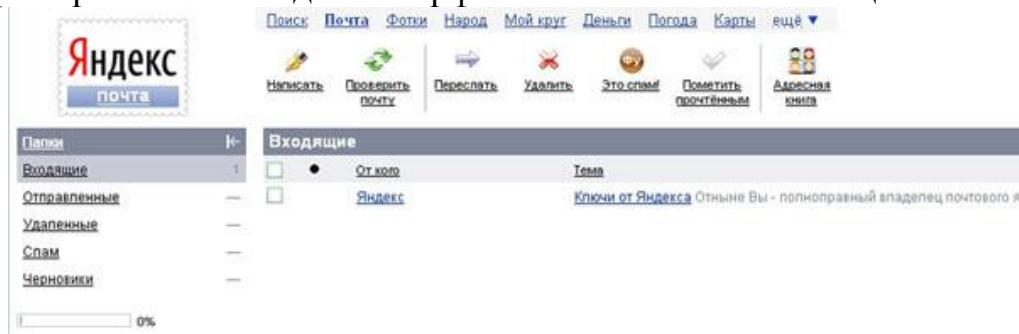 Поиск Почта Фотки Народ Мой круг Деньги Погода Карты ещё ▼
Яндекс
почта
Написать Проверить почту Переслать Удалить Это спам! Пометить прочтённым Адресная книга
Папки
Входящие 1
Отправленные —
Удаленные —
Спам —
Черновики —
0%
Входящие
От кого Тема
Яндекс Ключи от Яндекса Отныне Вы - полноправный владелец почтового я